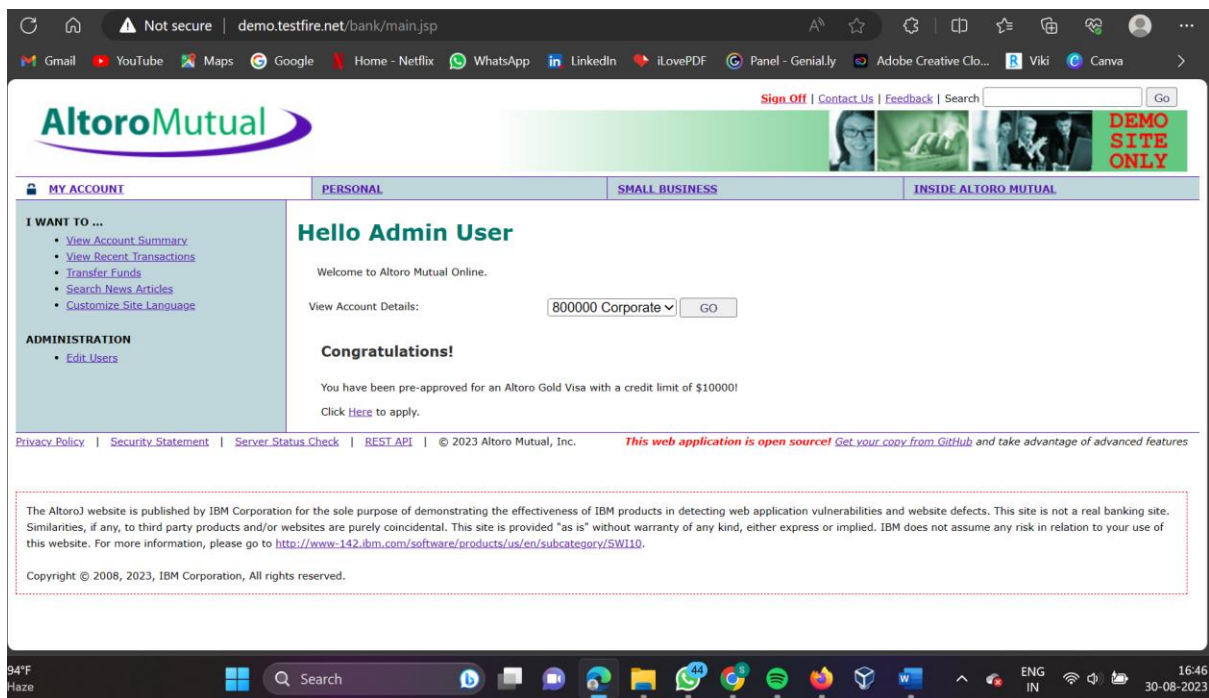 Not secure | demo.testfire.net/bank/main.jsp
Gmail YouTube Maps Google Home - Netflix WhatsApp LinkedIn iLovePDF Panel - Genial.ly Adobe Creative Clo... Viki Canva
Sign Off | Contact Us | Feedback | Search Go
AltoroMutual
DEMO
SITE
ONLY
MY ACCOUNT PERSONAL SMALL BUSINESS INSIDE ALTORO MUTUAL
I WANT TO ...
• View Account Summary
• View Recent Transactions
• Transfer Funds
• Search News Articles
• Customize Site Language
ADMINISTRATION
• Edit Users
Hello Admin User
Welcome to Altoro Mutual Online.
View Account Details: 800000 Corporate GO
Congratulations!
You have been pre-approved for an Altoro Gold Visa with a credit limit of $10000!
Click Here to apply.
Privacy Policy | Security Statement | Server Status Check | REST API | © 2023 Altoro Mutual, Inc. This web application is open source! Get your copy from GitHub and take advantage of advanced features
The AltoroJ website is published by IBM Corporation for the sole purpose of demonstrating the effectiveness of IBM products in detecting web application vulnerabilities and website defects. This site is not a real banking site.
Similarities, if any, to third party products and/or websites are purely coincidental. This site is provided "as is" without warranty of any kind, either express or implied. IBM does not assume any risk in relation to your use of
this website. For more information, please go to http://www-142.ibm.com/software/products/us/en/subcategory/SWI10.
Copyright © 2008, 2023, IBM Corporation, All rights reserved.
94°F
Haze
Search
44
ENG
IN
16:46
30-08-2023